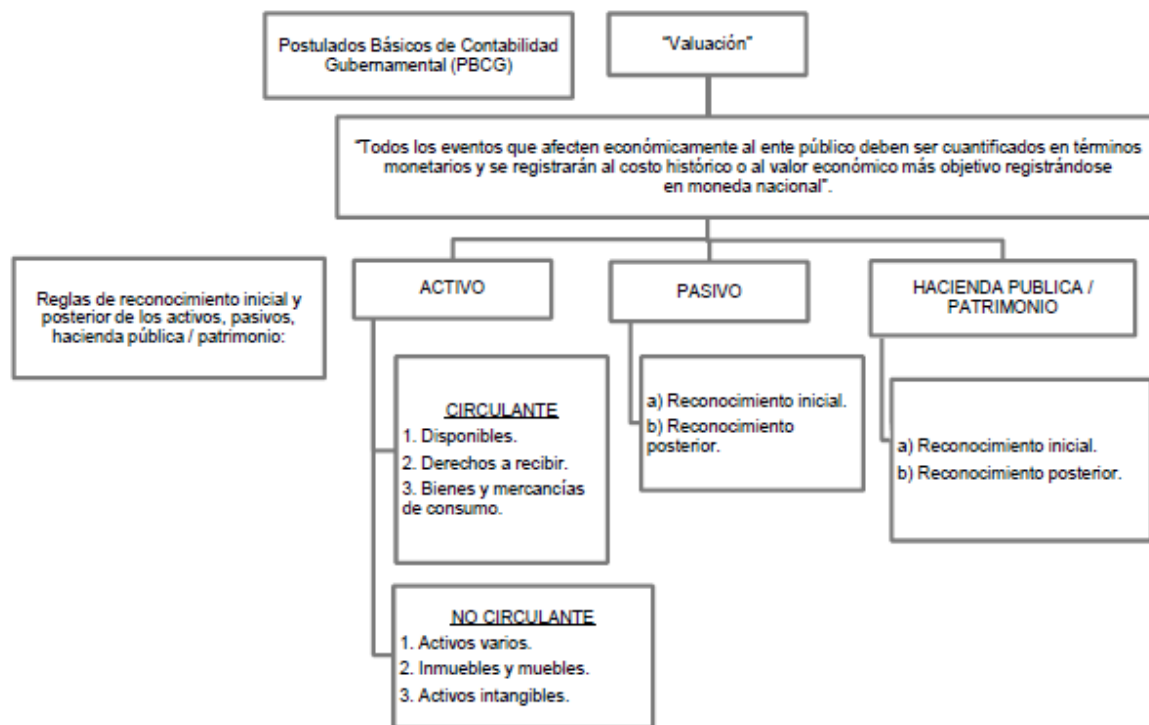 Postulados Básicos de Contabilidad
Gubernamental (PBCG)
"Valuación"
"Todos los eventos que afecten económicamente al ente público deben ser cuantificados en términos
monetarios y se registrarán al costo histórico o al valor económico más objetivo registrándose
en moneda nacional".
Reglas de reconocimiento inicial y
posterior de los activos, pasivos,
hacienda pública / patrimonio:
ACTIVO
CIRCULANTE
1. Disponibles.
2. Derechos a recibir.
3. Bienes y mercancías
de consumo.
NO CIRCULANTE
1. Activos varios.
2. Inmuebles y muebles.
3. Activos intangibles.
PASIVO
a) Reconocimiento inicial.
b) Reconocimiento
posterior.
HACIENDA PUBLICA /
PATRIMONIO
a) Reconocimiento inicial.
b) Reconocimiento posterior.